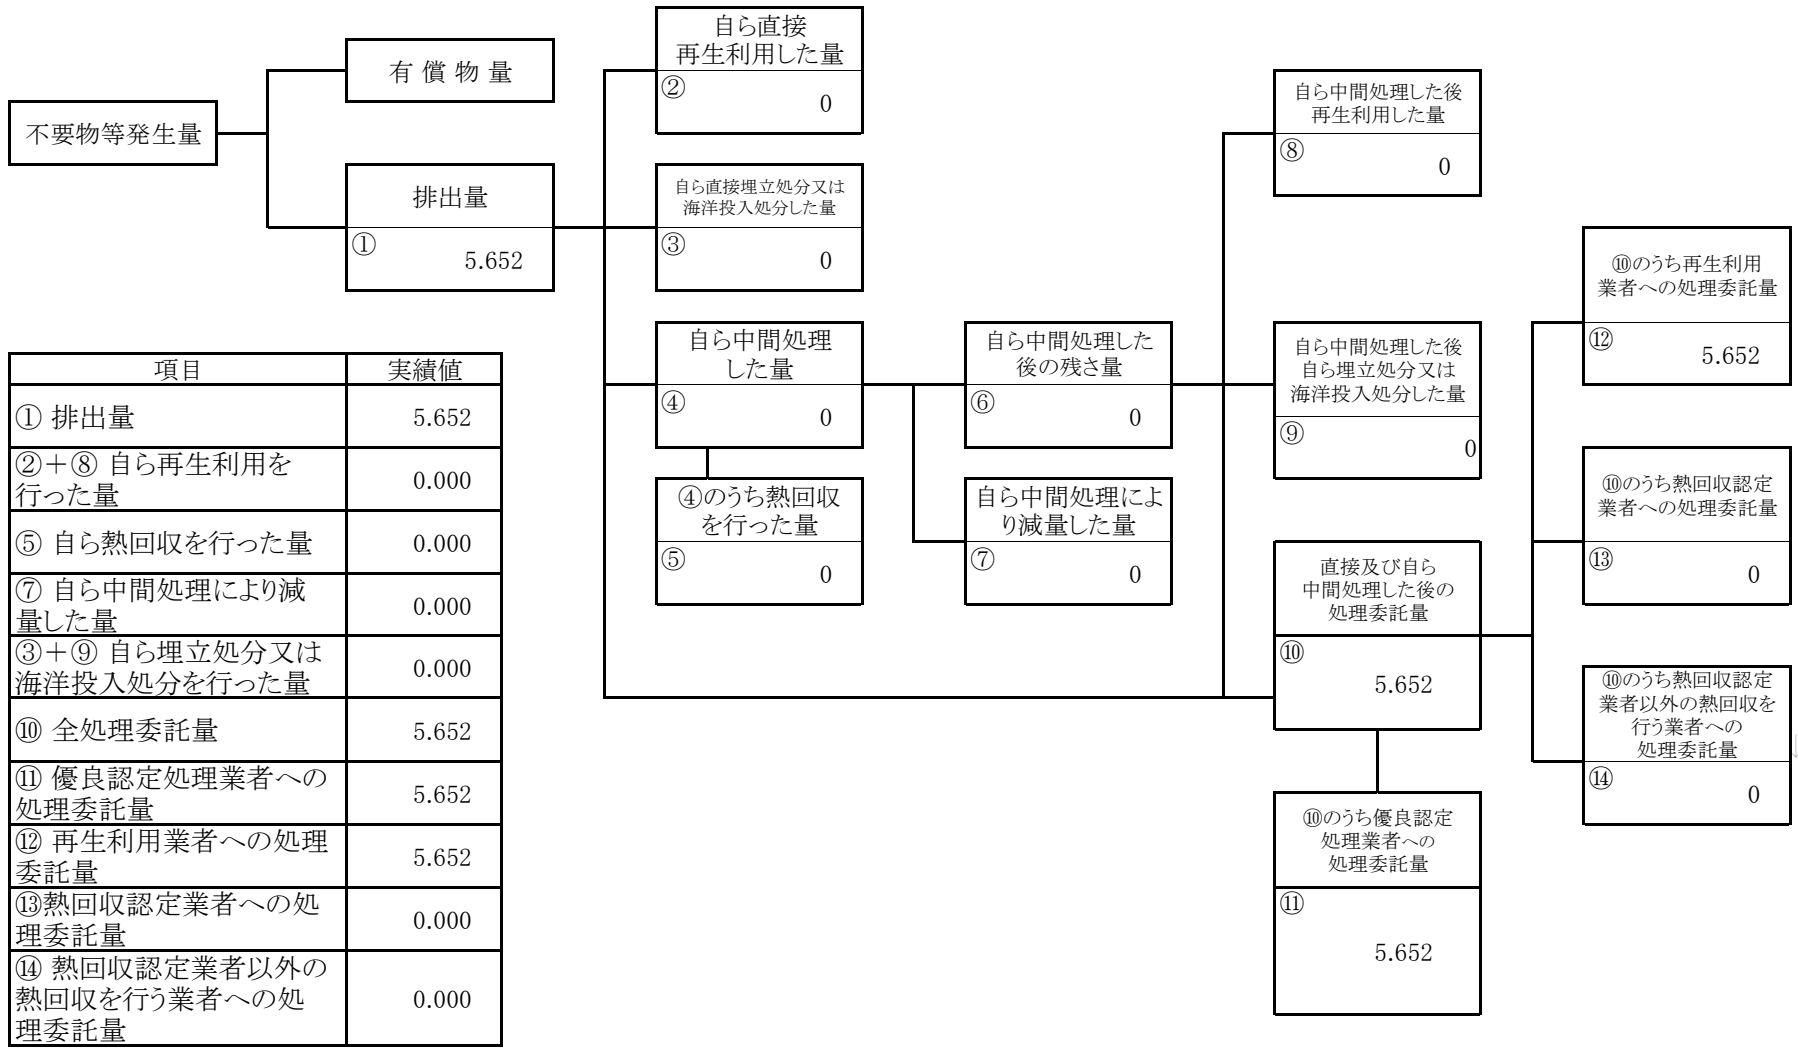 不要物等発生量
有 償 物 量
排出量
①
5.652
自ら直接
再生利用した量
②
0
自ら直接埋立処分又は
海洋投入処分した量
③
0
自ら中間処理
した量
④
0
④のうち熱回収
を行った量
⑤
0
自ら中間処理した
後の残さ量
⑥
0
自ら中間処理によ
り減量した量
⑦
0
自ら中間処理した後
再生利用した量
⑧
0
自ら中間処理した後
自ら埋立処分又は
海洋投入処分した量
⑨
0
直接及び自ら
中間処理した後の
処理委託量
⑩
5.652
⑩のうち優良認定
処理業者への
処理委託量
⑪
5.652
⑩のうち再生利用
業者への処理委託量
⑫
5.652
⑩のうち熱回収認定
業者への処理委託量
⑬
0
⑩のうち熱回収認定
業者以外の熱回収を
行う業者への
処理委託量
⑭
0
項目 実績値
① 排出量 5.652
②＋⑧ 自ら再生利用を
行った量 0.000
⑤ 自ら熱回収を行った量 0.000
⑦ 自ら中間処理により減
量した量 0.000
③＋⑨ 自ら埋立処分又は
海洋投入処分を行った量 0.000
⑩ 全処理委託量 5.652
⑪ 優良認定処理業者への
処理委託量 5.652
⑫ 再生利用業者への処理
委託量 5.652
⑬熱回収認定業者への処
理委託量 0.000
⑭ 熱回収認定業者以外の
熱回収を行う業者への処
理委託量 0.000